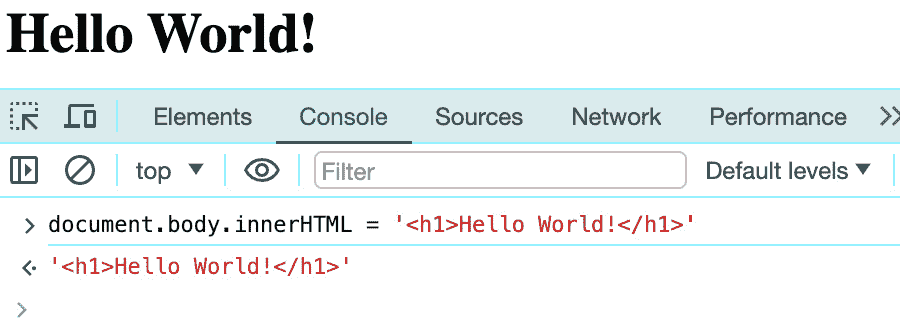 Hello World!
Elements Console Sources Network Performance
top Filter Default levels
document.body.innerHTML = '<h1>Hello World!</h1>'
'<h1>Hello World!</h1>'